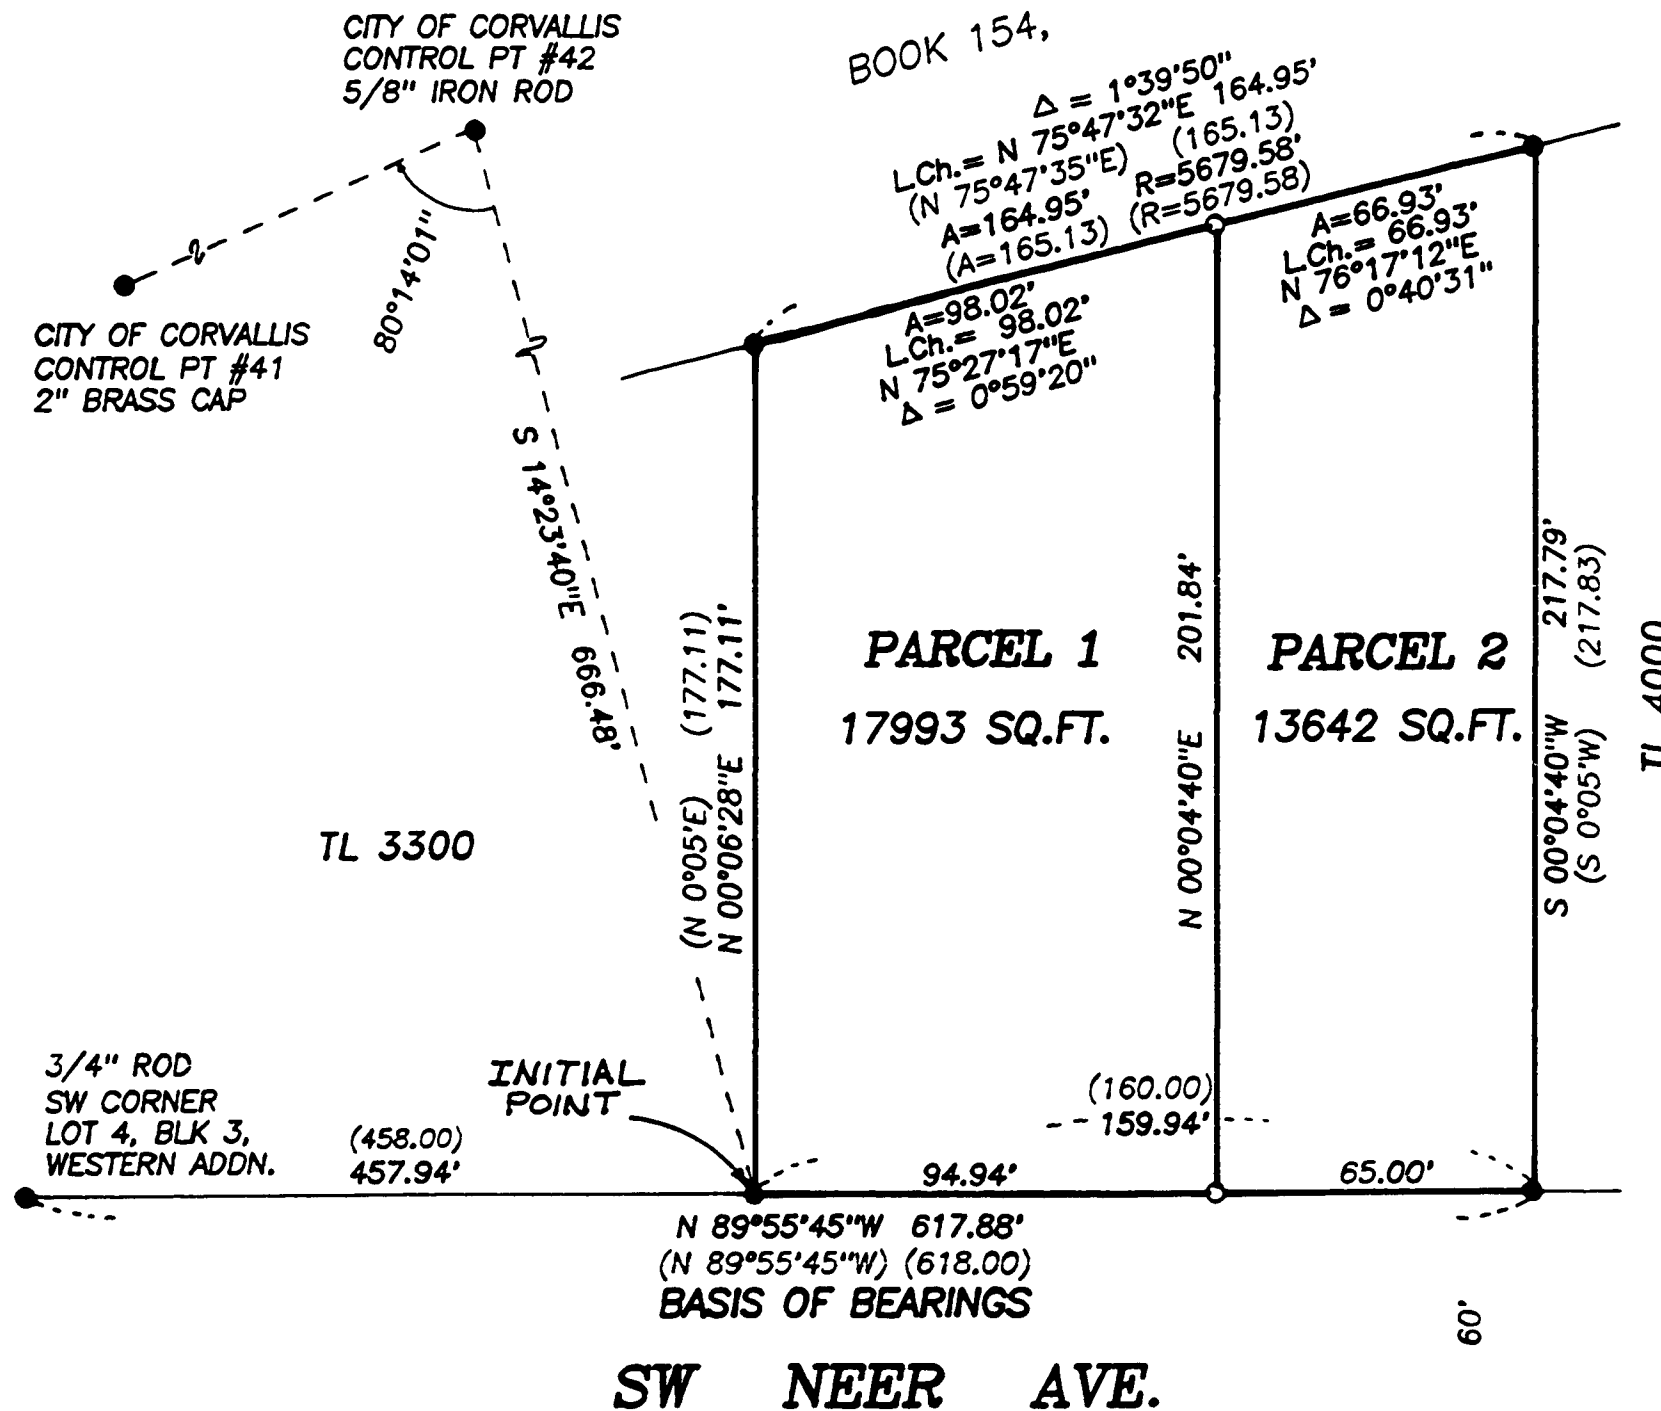 CITY OF CORVALLIS
CONTROL PT #42
5/8" IRON ROD
BOOK 154,
Δ = 1°39'50"
L.Ch.= N 75°47'32"E 164.95'
(N 75°47'35"E) (165.13)
A=164.95' R=5679.58'
(A=165.13) (R=5679.58)
A=66.93'
L.Ch.= 66.93'
N 76°17'12"E
Δ = 0°40'31"
80°14'01"
CITY OF CORVALLIS
CONTROL PT #41
2" BRASS CAP
A=98.02'
L.Ch.= 98.02'
N 75°27'17"E
Δ = 0°59'20"
S 14°23'40"E 666.48'
(N 0°05'E) (177.11)
N 00°06'28"E 177.11'
PARCEL 1
17993 SQ.FT.
N 00°04'40"E 201.84'
PARCEL 2
13642 SQ.FT.
S 00°04'40"W 217.79'
(S 0°05'W) (217.83)
TL 4000
TL 3300
3/4" ROD
SW CORNER
LOT 4, BLK 3,
WESTERN ADDN.
(458.00)
457.94'
INITIAL
POINT
(160.00)
159.94'
94.94'
65.00'
N 89°55'45"W 617.88'
(N 89°55'45"W) (618.00)
BASIS OF BEARINGS
60'
SW NEER AVE.